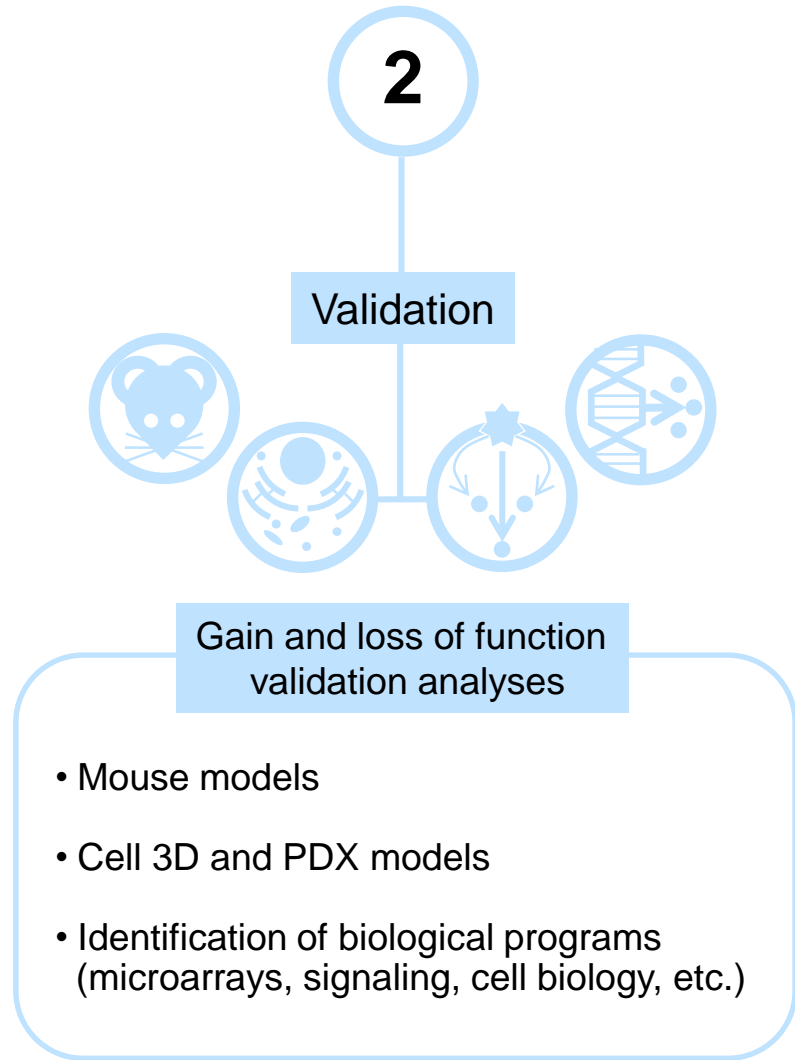 2
Validation
Gain and loss of function
validation analyses
• Mouse models
• Cell 3D and PDX models
• Identification of biological programs
(microarrays, signaling, cell biology, etc.)